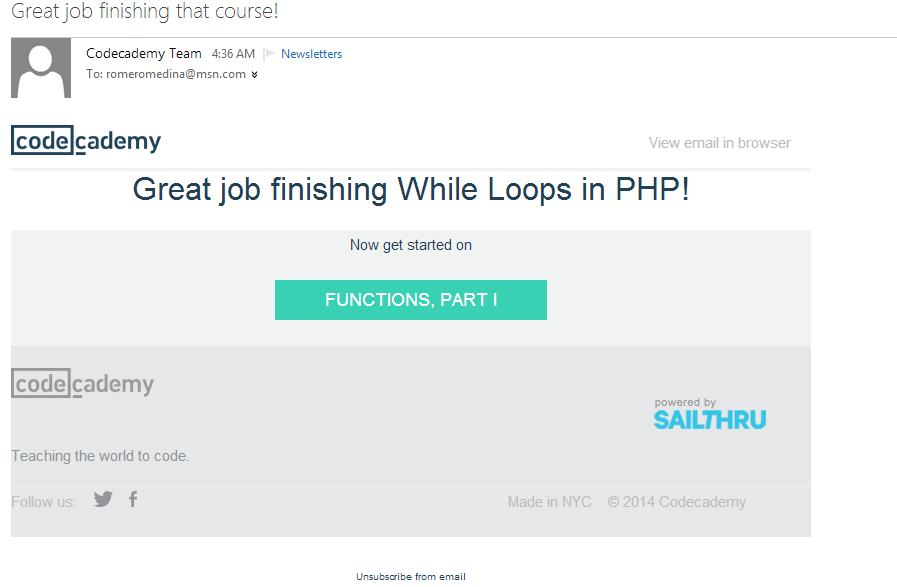 Great job finishing that course!
Codecademy Team 4:36 AM Newsletters
To: romeromedina@msn.com
codecademy View email in browser
Great job finishing While Loops in PHP!
Now get started on
FUNCTIONS, PART I
codecademy
powered by
SAILTHRU
Teaching the world to code.
Follow us: Made in NYC © 2014 Codecademy
Unsubscribe from email